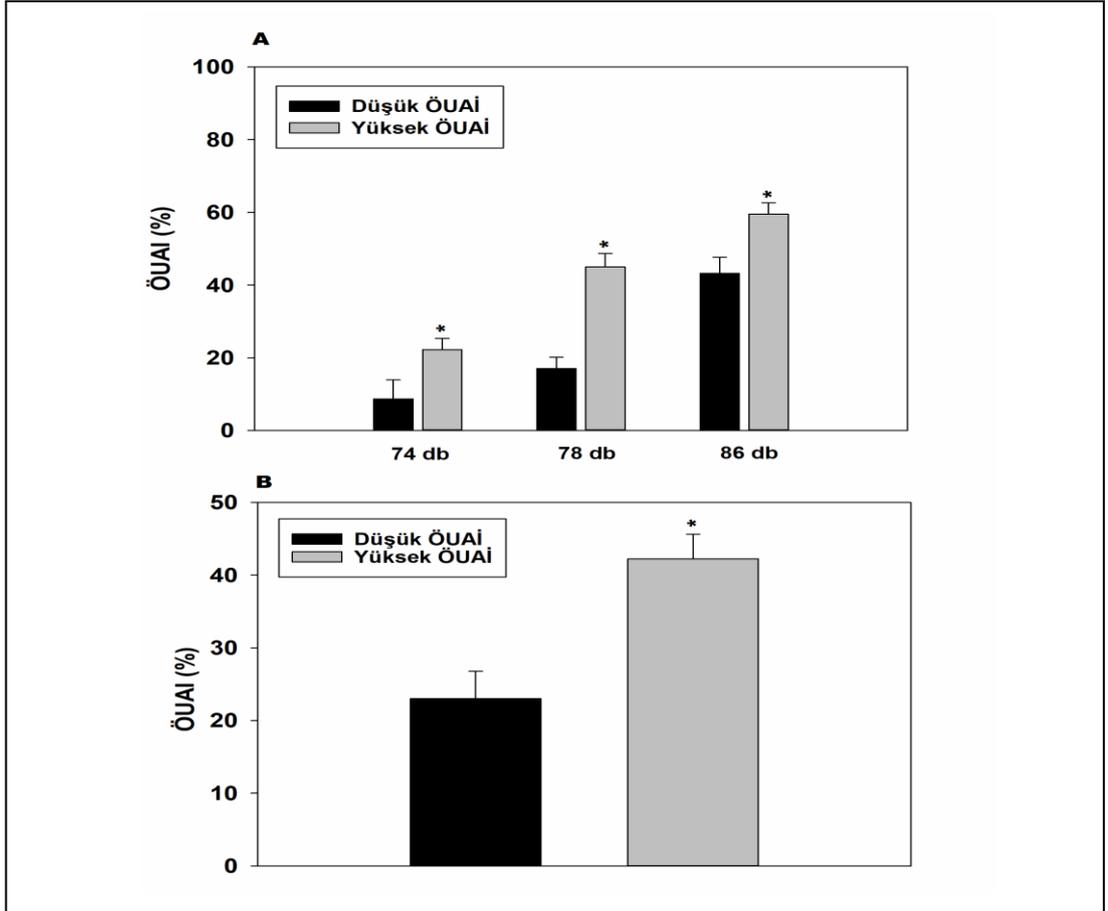 A
100
80
60
40
20
0
ÖUAI (%)
Düşük ÖUAİ
Yüksek ÖUAİ
*
*
*
74 db
78 db
86 db
B
50
40
30
20
10
0
ÖUAI (%)
Düşük ÖUAİ
Yüksek ÖUAİ
*